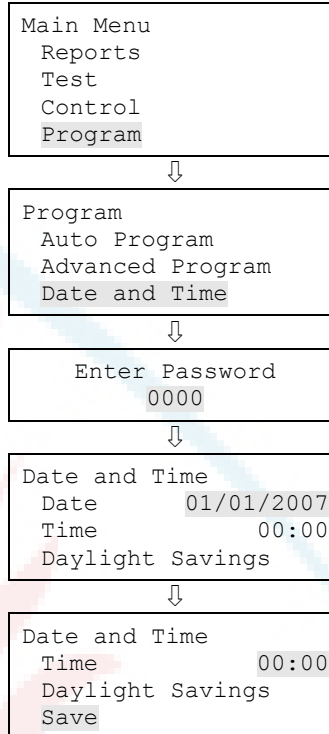 Main Menu
Reports
Test
Control
Program
⇩
Program
Auto Program
Advanced Program
Date and Time
⇩
Enter Password
0000
⇩
Date and Time
Date 01/01/2007
Time 00:00
Daylight Savings
⇩
Date and Time
Time 00:00
Daylight Savings
Save